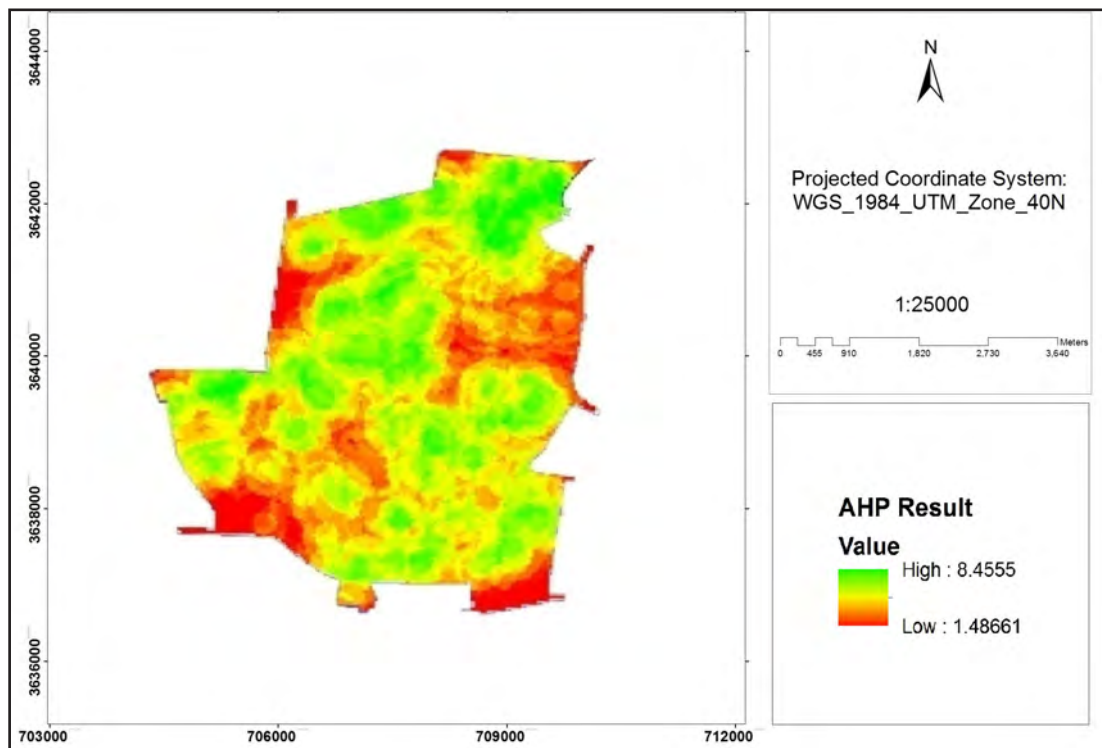 3644000
3642000
3640000
3638000
3636000
703000
706000
709000
712000
N
Projected Coordinate System:
WGS_1984_UTM_Zone_40N
1:25000
Meters
0 455 910 1,820 2,730 3,640
AHP Result
Value
High : 8.4555
Low : 1.48661